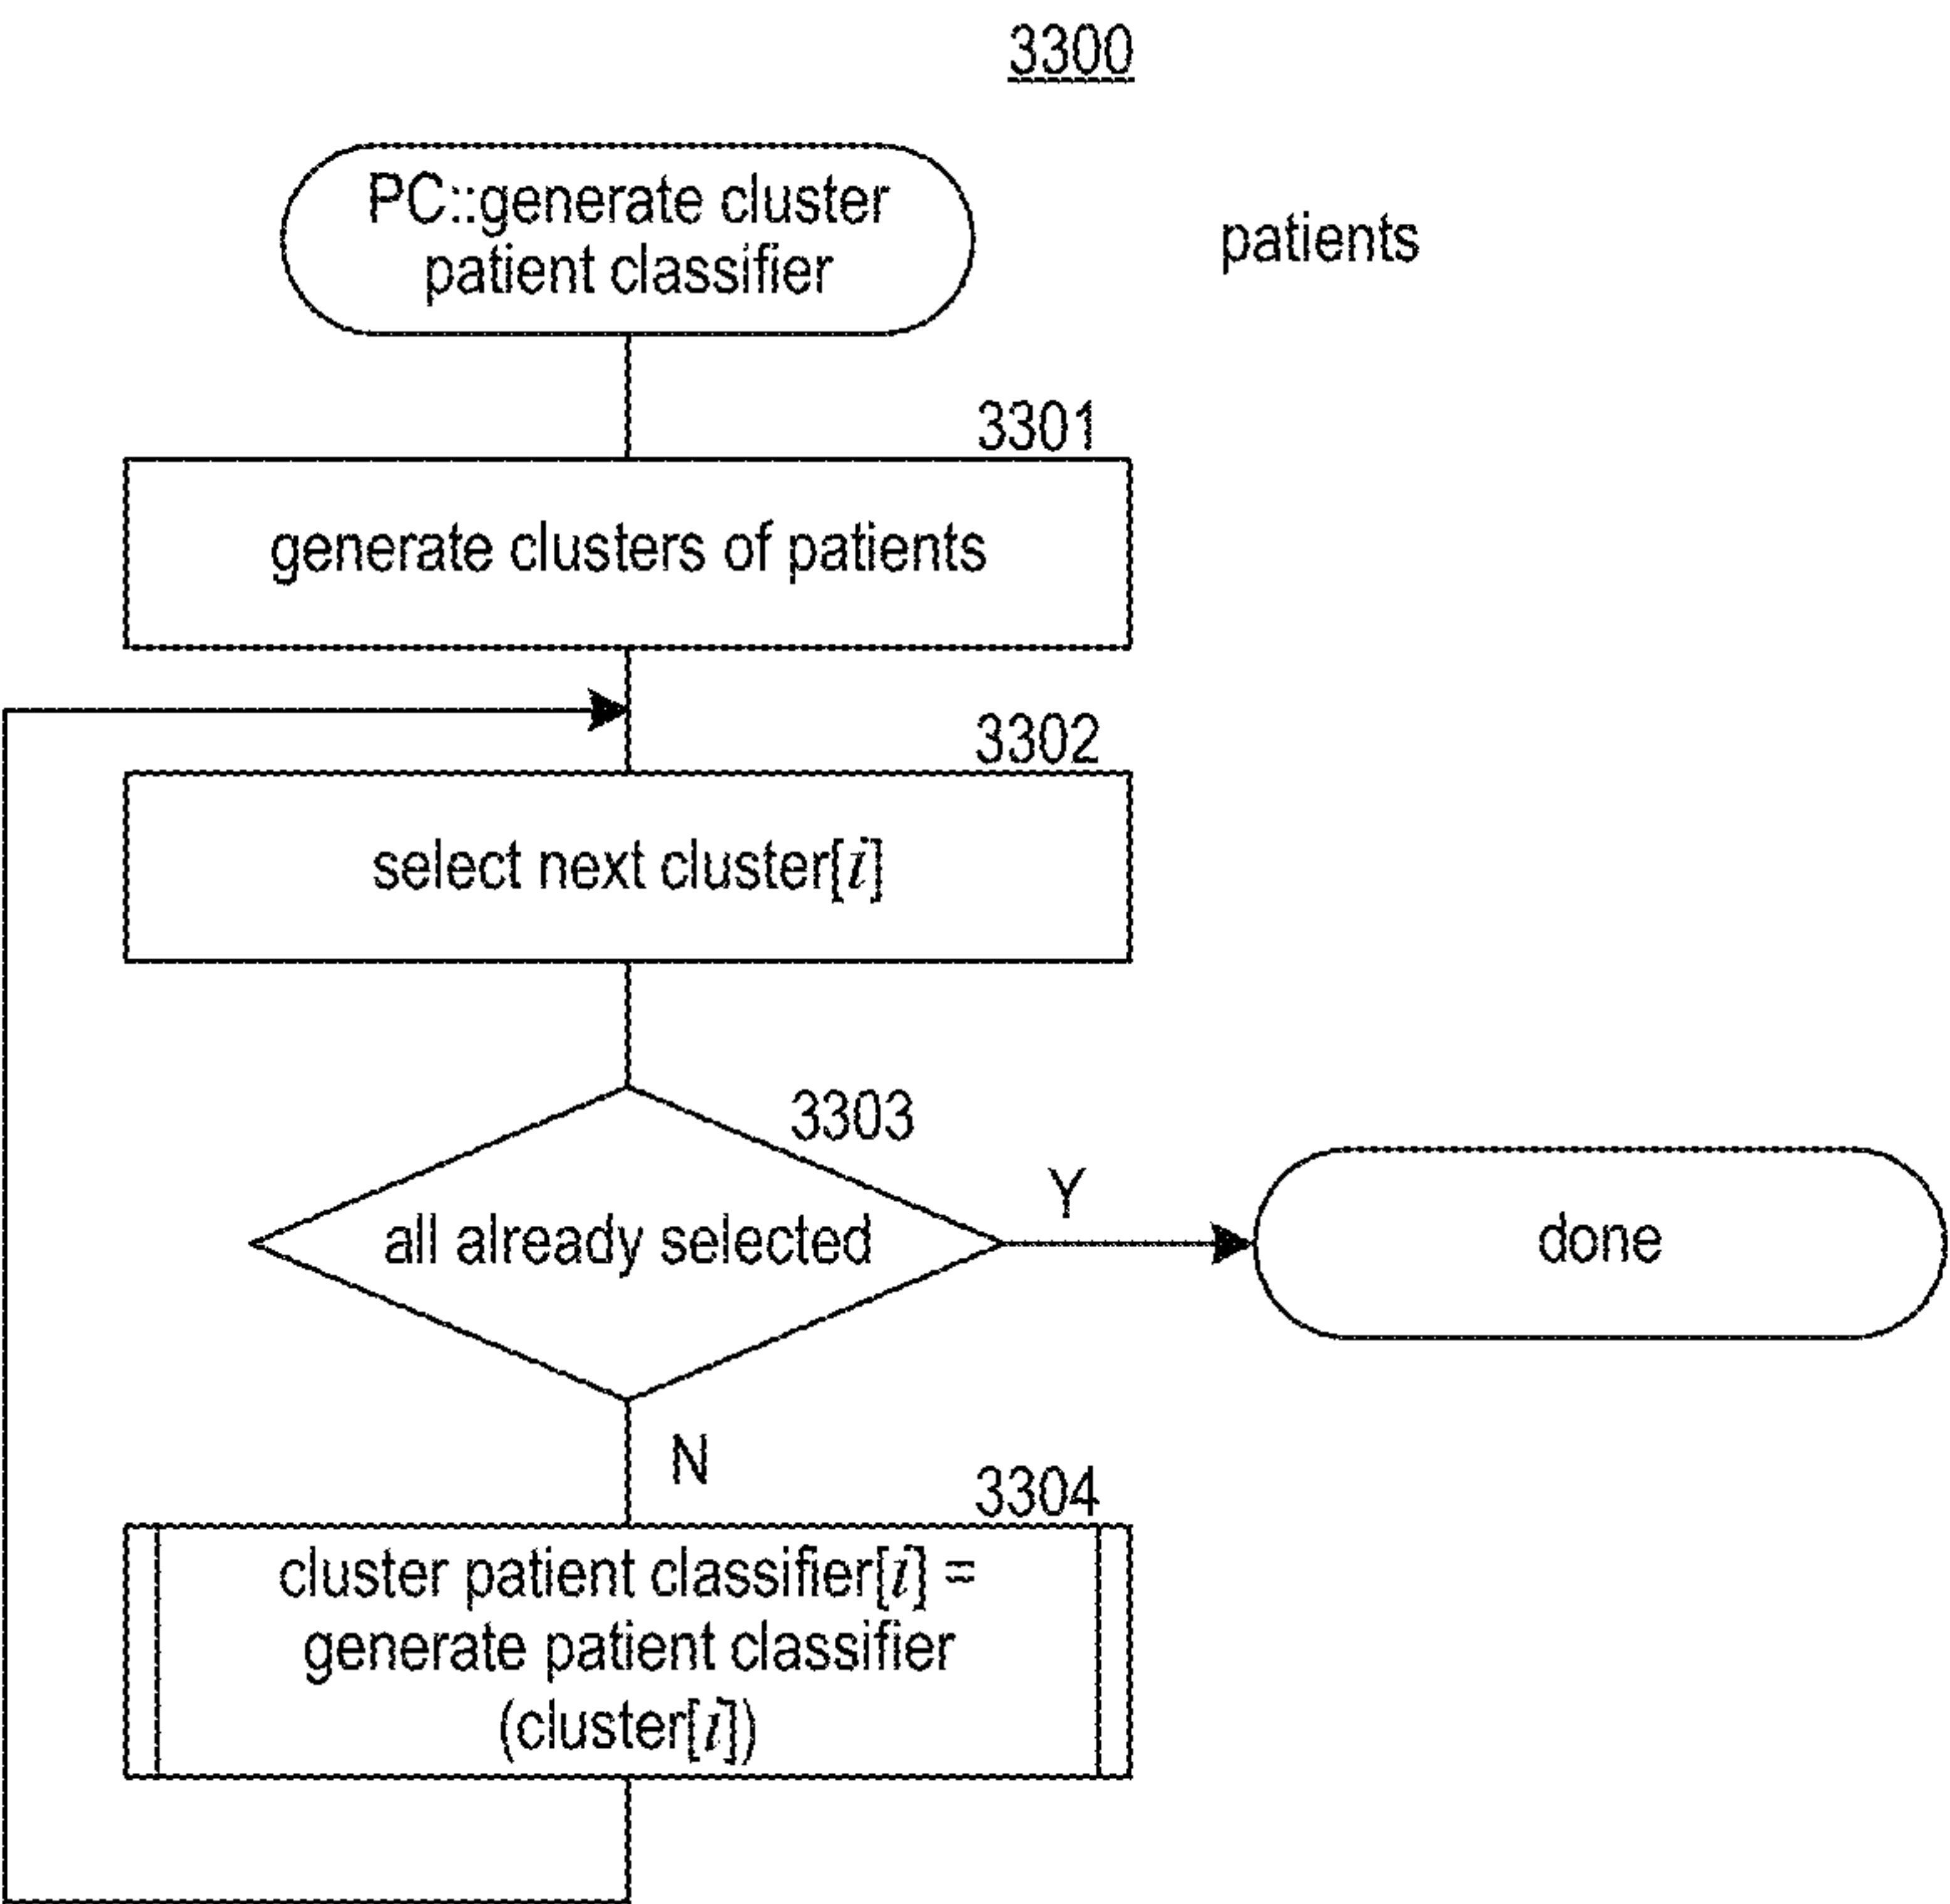 3300
PC::generate cluster
patient classifier
patients
3301
generate clusters of patients
3302
select next cluster[i]
3303
all already selected
Y
done
N
3304
cluster patient classifier[i] =
generate patient classifier
(cluster[i])